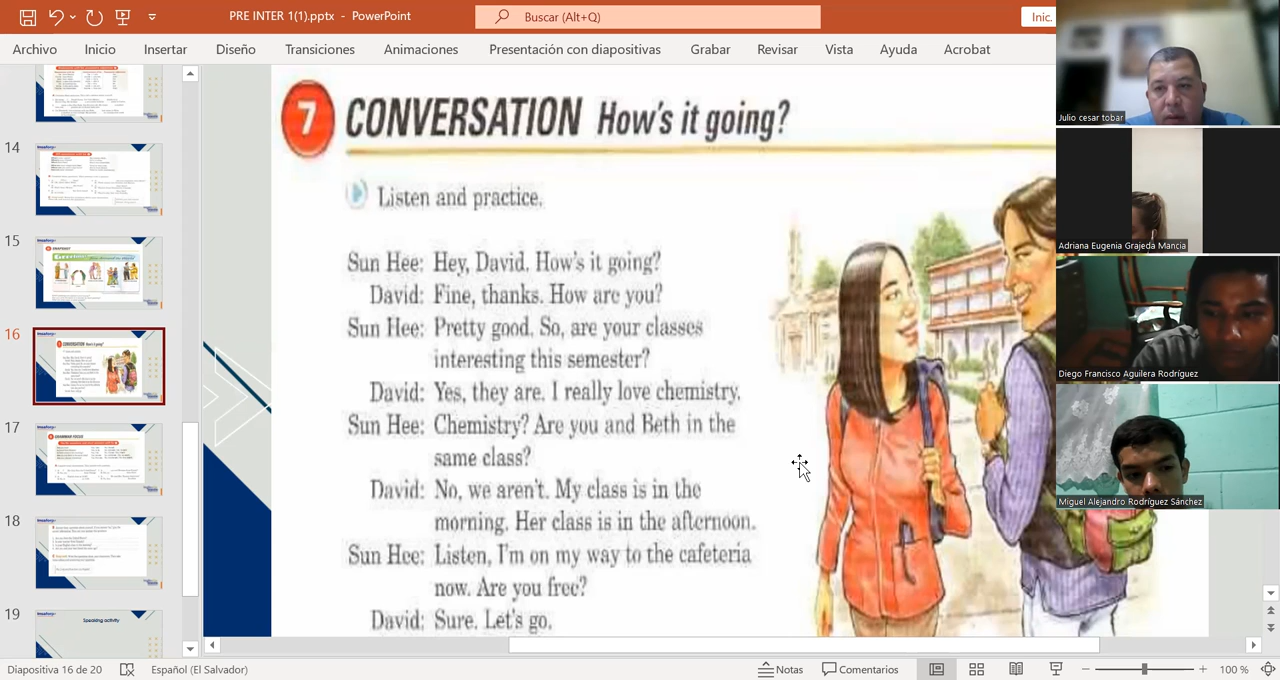 PRE INTER 1(1).pptx - PowerPoint
Buscar (Alt+Q)
Inic.
Archivo Inicio Insertar Diseño Transiciones Animaciones Presentación con diapositivas Grabar Revisar Vista Ayuda Acrobat
14
15
16
17
18
19
Speaking activity
7 CONVERSATION How's it going?
Listen and practice.
Sun Hee: Hey, David. How's it going?
David: Fine, thanks. How are you?
Sun Hee: Pretty good. So, are your classes
interesting this semester?
David: Yes, they are. I really love chemistry.
Sun Hee: Chemistry? Are you and Beth in the
same class?
David: No, we aren't. My class is in the
morning. Her class is in the afternoon.
Sun Hee: Listen, I'm on my way to the cafeteria
now. Are you free?
David: Sure. Let's go.
Julio cesar tobar
Adriana Eugenia Grajeda Mancia
Diego Francisco Aguilera Rodríguez
Miguel Alejandro Rodríguez Sánchez
Diapositiva 16 de 20 Español (El Salvador) Notas Comentarios 100 %